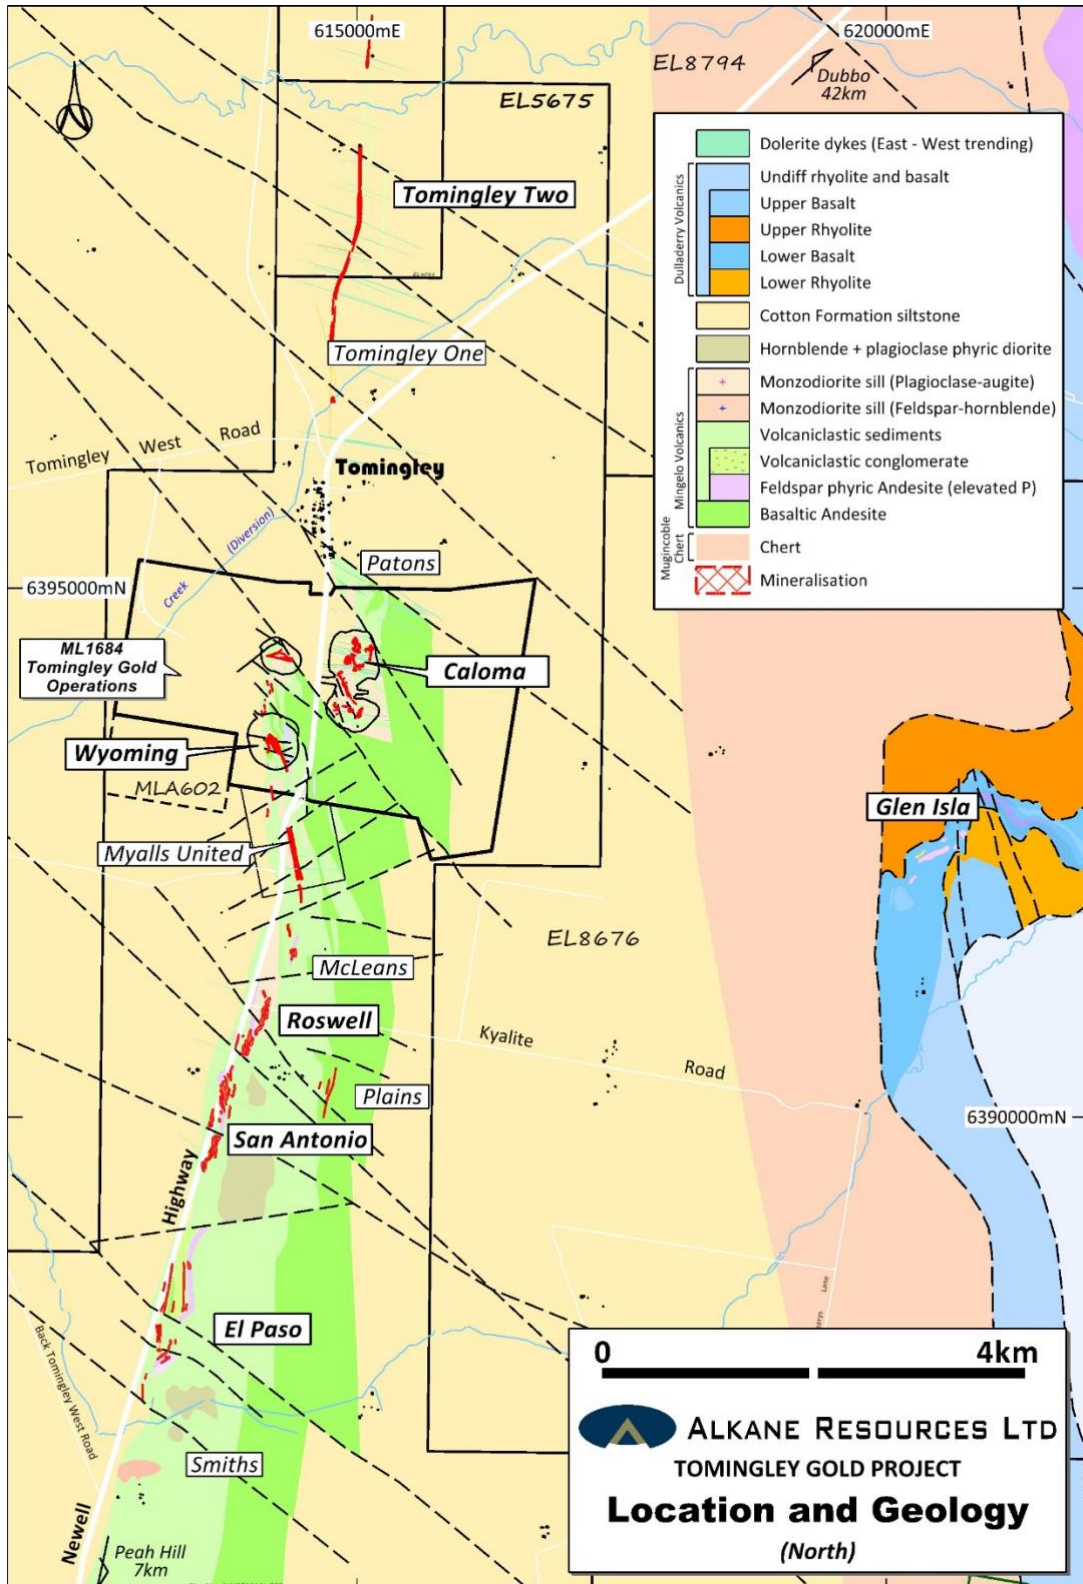 615000mE
620000mE
EL8794
Dubbo
42km
EL5675
Tomingley Two
Dolerite dykes (East - West trending)
Dulladerry Volcanics
Undiff rhyolite and basalt
Upper Basalt
Upper Rhyolite
Lower Basalt
Lower Rhyolite
Cotton Formation siltstone
Hornblende + plagioclase phyric diorite
Mingelo Volcanics
Monzodiorite sill (Plagioclase-augite)
Monzodiorite sill (Feldspar-hornblende)
Volcaniclastic sediments
Volcaniclastic conglomerate
Feldspar phyric Andesite (elevated P)
Basaltic Andesite
Mugincoble
Chert
Chert
Mineralisation
Tomingley One
Tomingley West Road
Tomingley
Creek (Diversion)
Patons
6395000mN
ML1684
Tomingley Gold
Operations
Caloma
Wyoming
MLA602
Glen Isla
Myalls United
EL8676
McLeans
Roswell
Kyalite Road
Plains
6390000mN
San Antonio
Highway
El Paso
Lane
Back Tomingley West Road
Smiths
Newell
Peah Hill
7km
0 4km
ALKANE RESOURCES LTD
TOMINGLEY GOLD PROJECT
Location and Geology
(North)